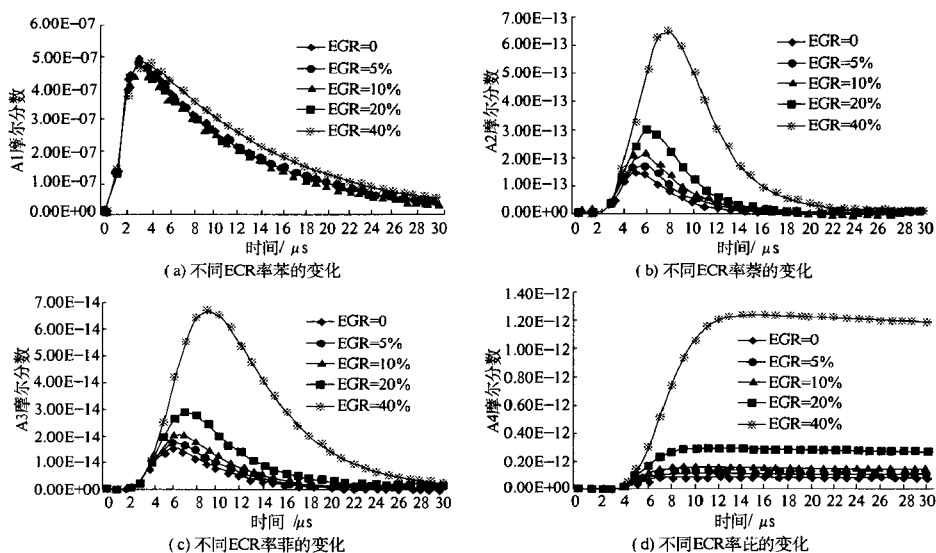 6.00E-07
5.00E-07
4.00E-07
3.00E-07
2.00E-07
1.00E-07
0.00E+00
A1摩尔分数
EGR=0
EGR=5%
EGR=10%
EGR=20%
EGR=40%
0 2 4 6 8 10 12 14 16 18 20 22 24 26 28 30
时间/ μs
(a) 不同ECR率苯的变化
7.00E-13
6.00E-13
5.00E-13
4.00E-13
3.00E-13
2.00E-13
1.00E-13
0.00E+00
A2摩尔分数
EGR=0
EGR=5%
EGR=10%
EGR=20%
EGR=40%
0 2 4 6 8 10 12 14 16 18 20 22 24 26 28 30
时间/ μs
(b) 不同ECR率萘的变化
7.00E-14
6.00E-14
5.00E-14
4.00E-14
3.00E-14
2.00E-14
1.00E-14
0.00E+00
A3摩尔分数
EGR=0
EGR=5%
EGR=10%
EGR=20%
EGR=40%
0 2 4 6 8 10 12 14 16 18 20 22 24 26 28 30
时间 /μs
(c) 不同ECR率菲的变化
1.40E-12
1.20E-12
1.00E-12
0.80E-12
0.60E-12
0.40E-12
0.20E-12
0.00E+00
A4摩尔分数
EGR=0
EGR=5%
EGR=10%
EGR=20%
EGR=40%
0 2 4 6 8 10 12 14 16 18 20 22 24 26 28 30
时间/ μs
(d) 不同ECR率芘的变化